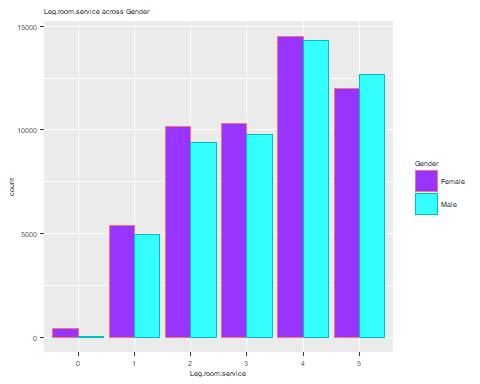 Leg.room.service across Gender
15000
10000
5000
0
count
0 1 2 3 4 5
Leg.room.service
Gender
Female
Male